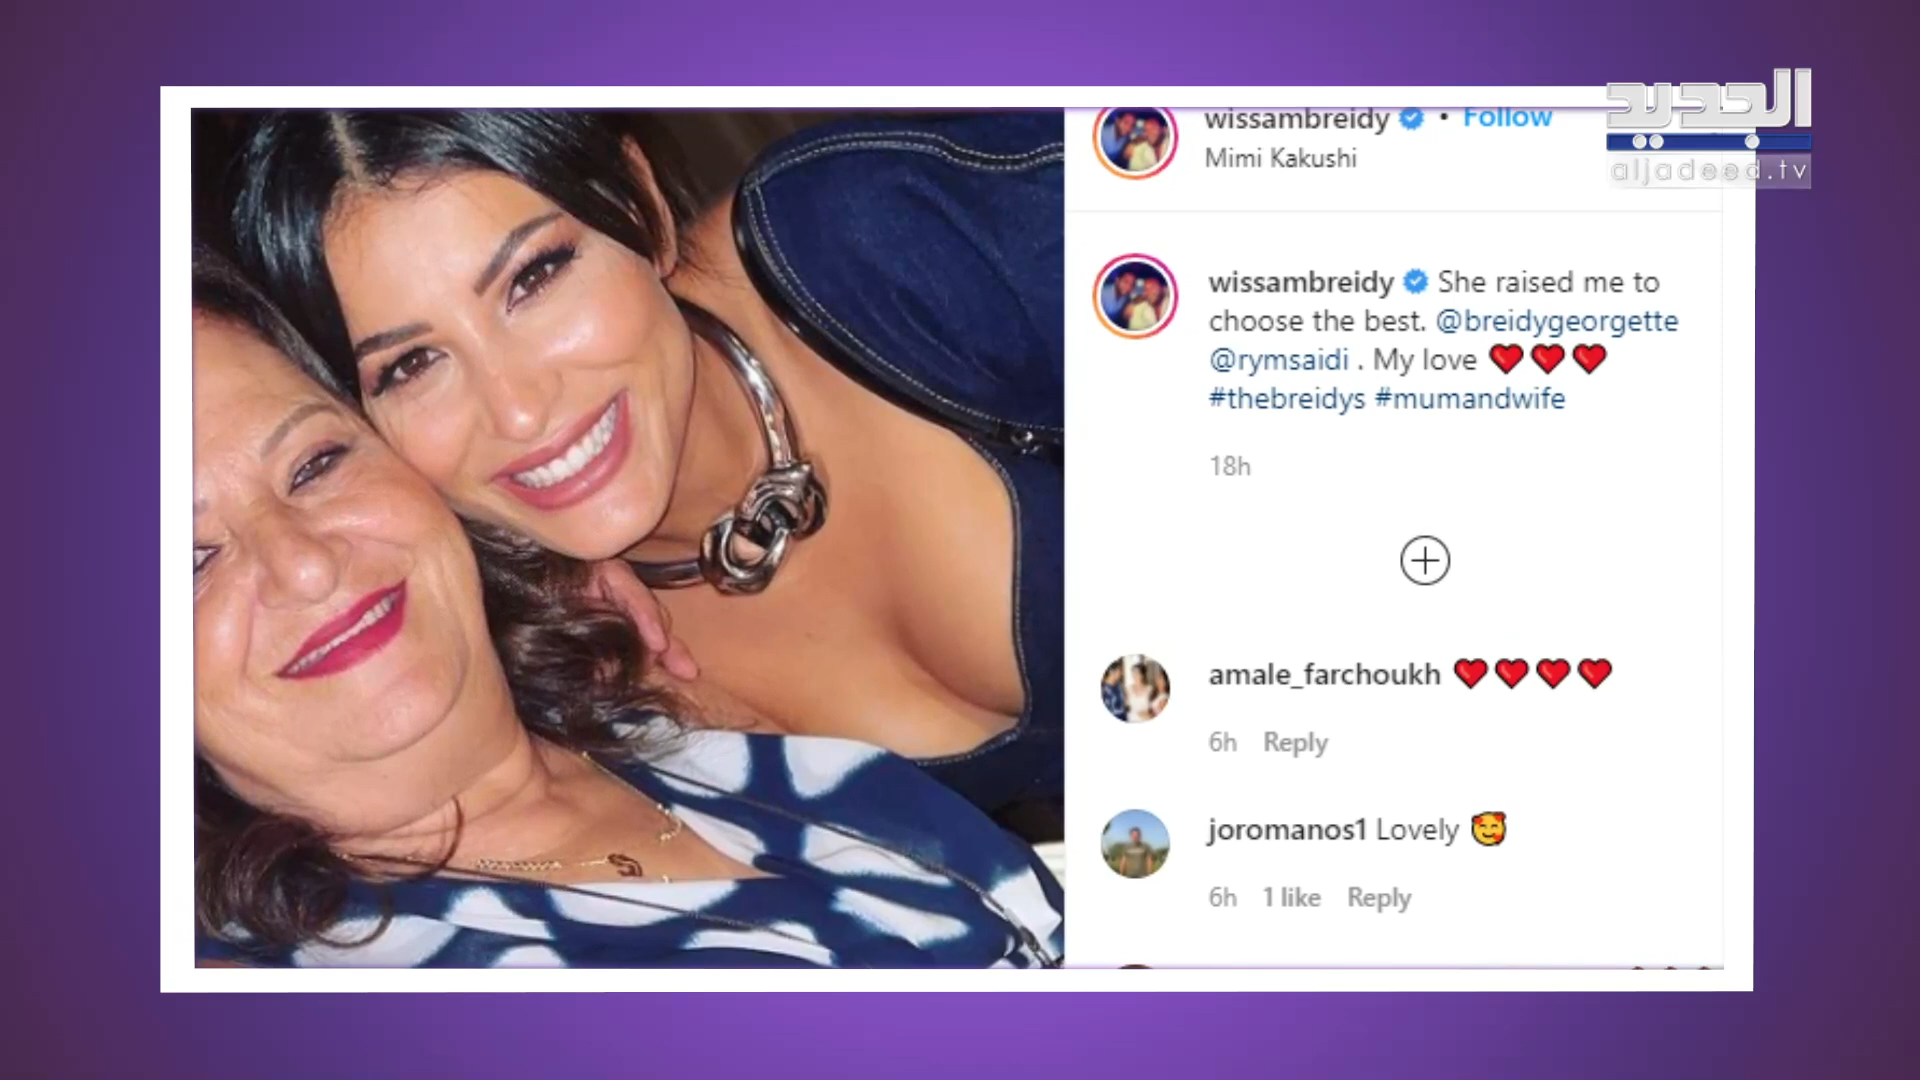 الجديد
aljadeed.tv
wissambreidy • Follow
Mimi Kakushi
wissambreidy She raised me to
choose the best. @breidygeorgette
@rymsaidi . My love ❤️❤️❤️
#thebreidys #mumandwife
18h
amale_farchoukh ❤️❤️❤️❤️
6h Reply
joromanos1 Lovely 🥰
6h 1 like Reply